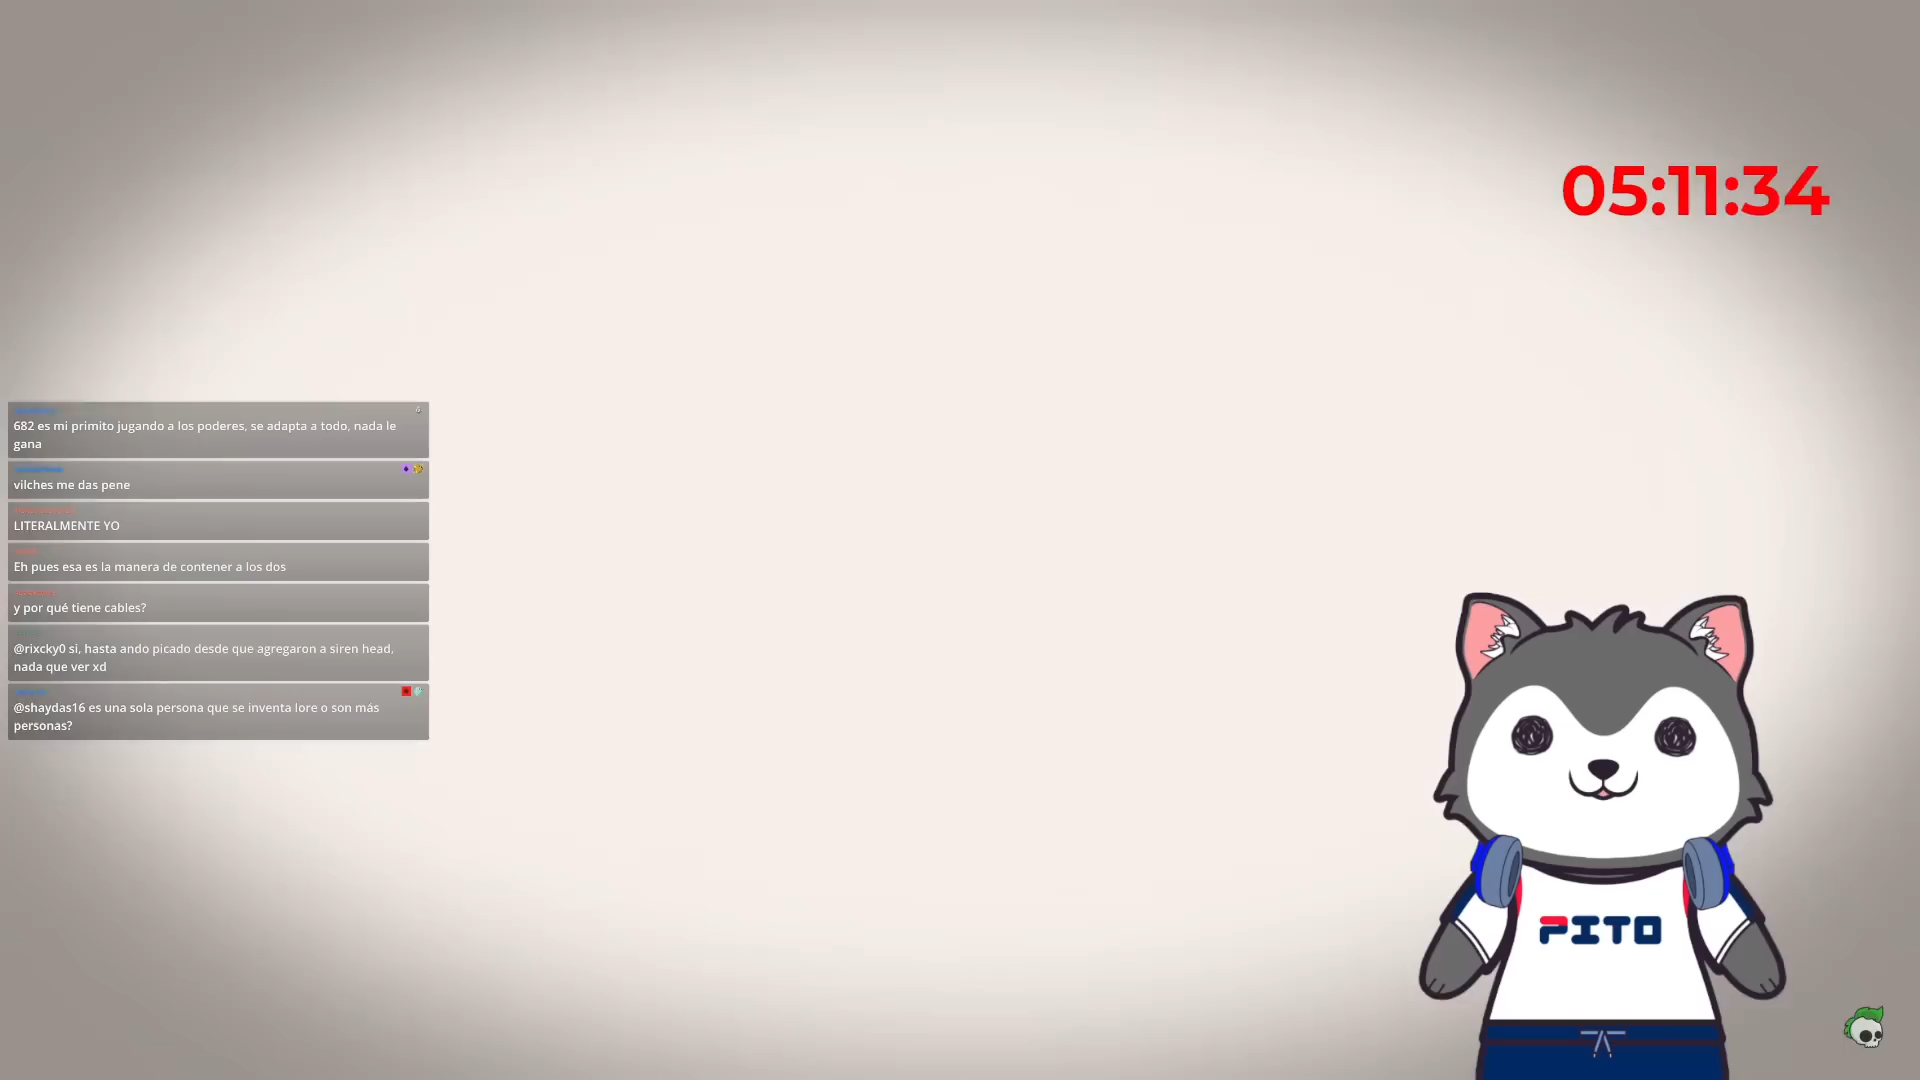 05:11:34
682 es mi primito jugando a los poderes, se adapta a todo, nada le
gana
vilches me das pene
LITERALMENTE YO
Eh pues esa es la manera de contener a los dos
y por qué tiene cables?
@rixcky0 si, hasta ando picado desde que agregaron a siren head,
nada que ver xd
@shaydas16 es una sola persona que se inventa lore o son más
personas?
PITO